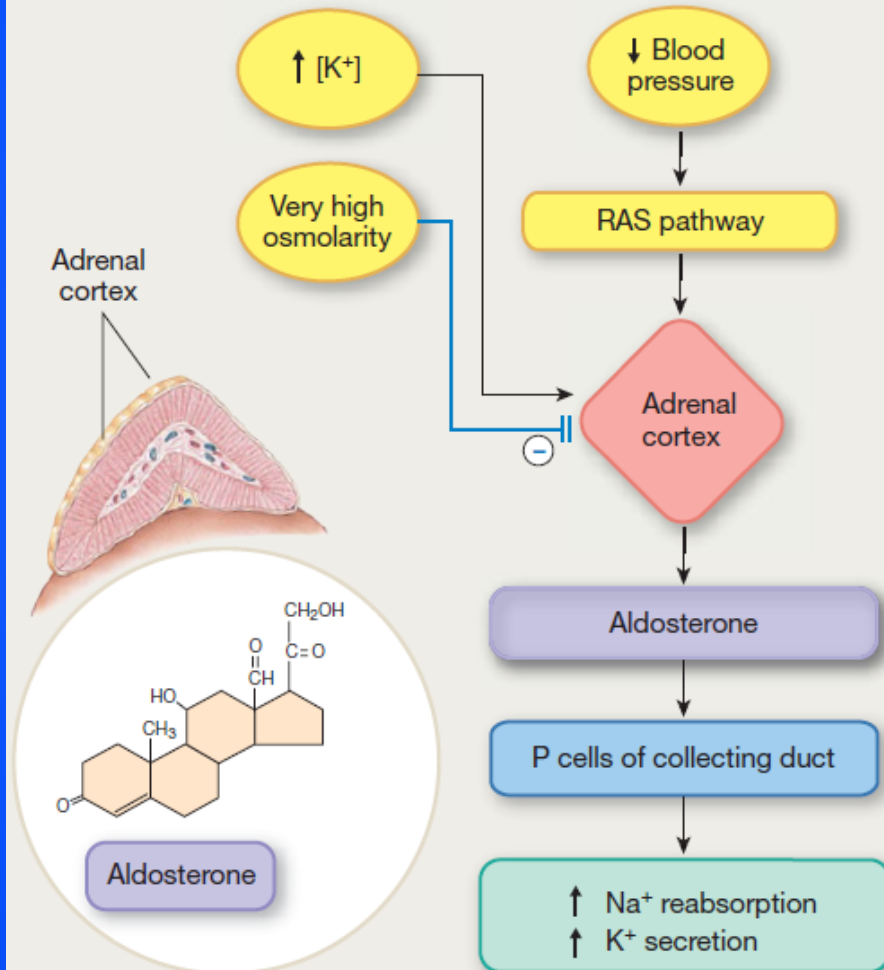 ↑ [K⁺]
↓ Blood
pressure
Very high
osmolarity
RAS pathway
Adrenal
cortex
Adrenal
cortex
−
Aldosterone
P cells of collecting duct
↑ Na⁺ reabsorption
↑ K⁺ secretion
CH₂OH
O
C=O
CH
HO
CH₃
O
Aldosterone